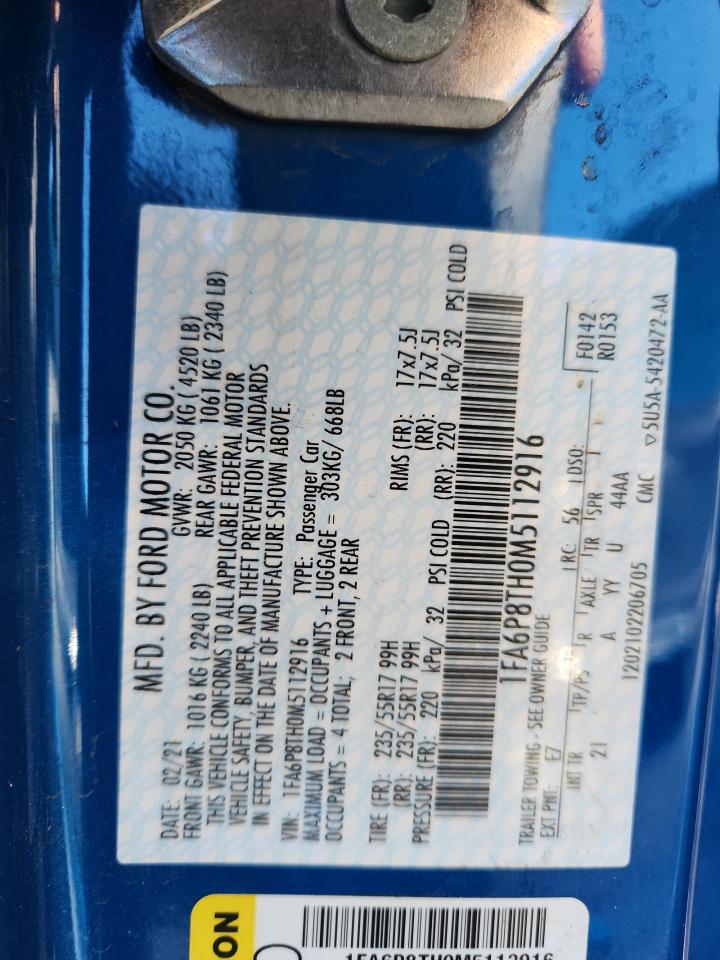 MFD. BY FORD MOTOR CO.
DATE: 02/21 GVWR: 2050 KG ( 4520 LB)
FRONT GAWR: 1016 KG ( 2240 LB) REAR GAWR: 1061 KG ( 2340 LB)
THIS VEHICLE CONFORMS TO ALL APPLICABLE FEDERAL MOTOR
VEHICLE SAFETY, BUMPER, AND THEFT PREVENTION STANDARDS
IN EFFECT ON THE DATE OF MANUFACTURE SHOWN ABOVE.
VIN: 1FA6P8TH0M5112916 TYPE: Passenger Car
MAXIMUM LOAD = OCCUPANTS + LUGGAGE = 303KG/ 668LB
OCCUPANTS = 4 TOTAL; 2 FRONT, 2 REAR
TIRE (FR): 235/55R17 99H RIMS (FR): 17x7.5J
(RR): 235/55R17 99H (RR): 17x7.5J
PRESSURE (FR): 220 kPa/ 32 PSI COLD (RR): 220 kPa/ 32 PSI COLD
1FA6P8TH0M5112916
TRAILER TOWING - SEE OWNER GUIDE
EXT PNT: E7 RC: 56 DSO: F0142
R0153
INT TR TP/PS R AXLE TR SPR
21 A YY U 44AA
1202102206705 CMC ▽5U5A-5420472-AA
ON
1FA6P8TH0M5112916